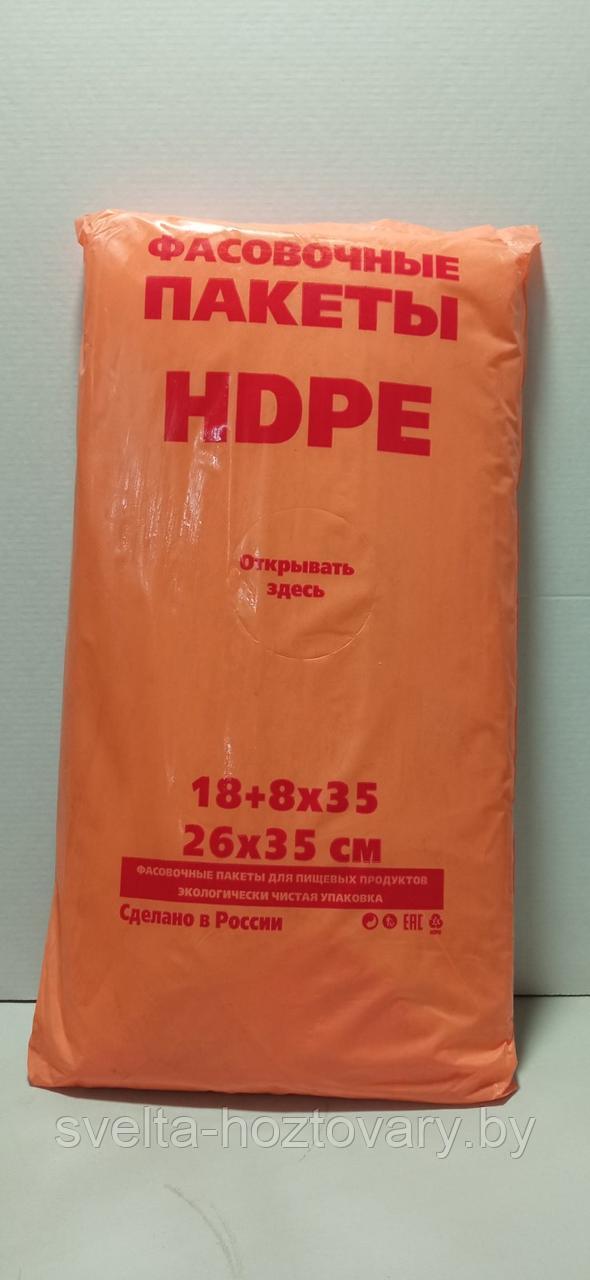 ФАСОВОЧНЫЕ
ПАКЕТЫ
HDPE
Открывать
здесь
18+8х35
26х35 см
ФАСОВОЧНЫЕ ПАКЕТЫ ДЛЯ ПИЩЕВЫХ ПРОДУКТОВ
ЭКОЛОГИЧЕСКИ ЧИСТАЯ УПАКОВКА
Сделано в России
EAC
HDPE
svelta-hoztovary.by